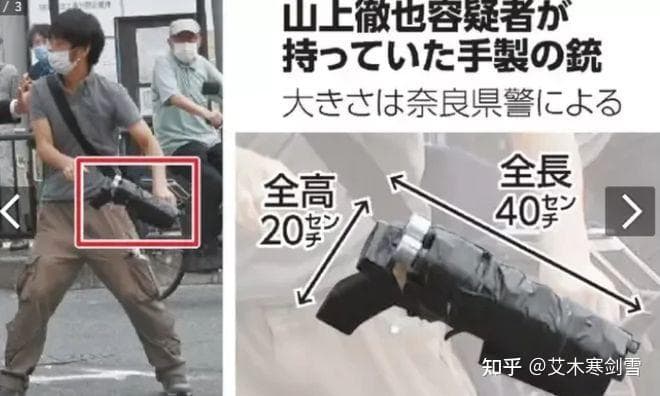 / 3
山上徹也容疑者が
持っていた手製の銃
大きさは奈良県警による
全高
20センチ
全長
40センチ
知乎 @艾木寒剑雪